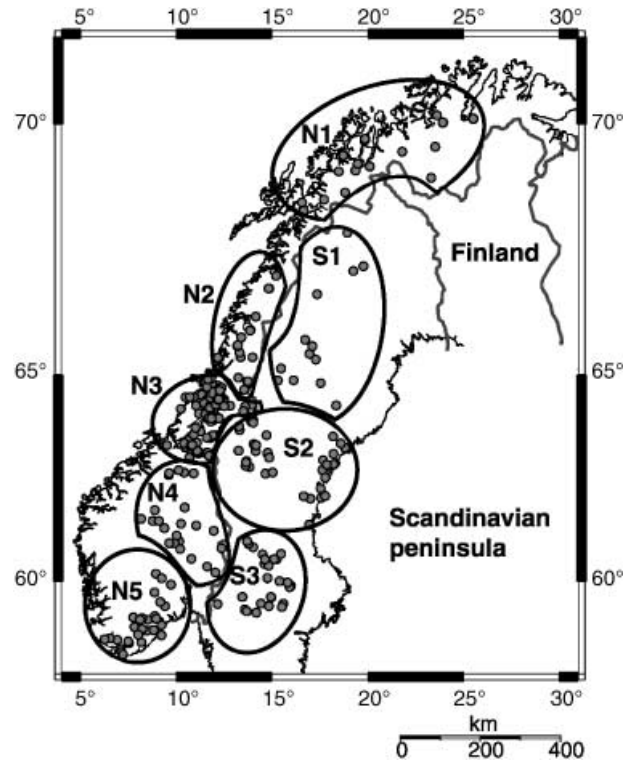 5° 10° 15° 20° 25° 30°
70° 70°
N1
Finland
S1
N2
65° 65°
N3
S2
N4
Scandinavian
peninsula
60° S3 60°
N5
5° 10° 15° 20° 25° 30°
km
0 200 400